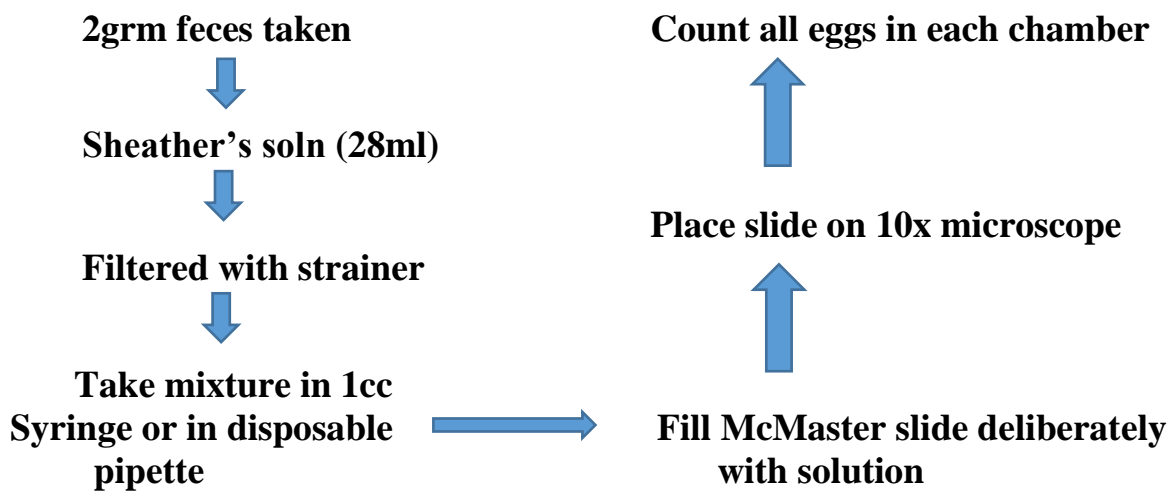 2grm feces taken
Sheather’s soln (28ml)
Filtered with strainer
Take mixture in 1cc
Syringe or in disposable
pipette
Fill McMaster slide deliberately
with solution
Place slide on 10x microscope
Count all eggs in each chamber